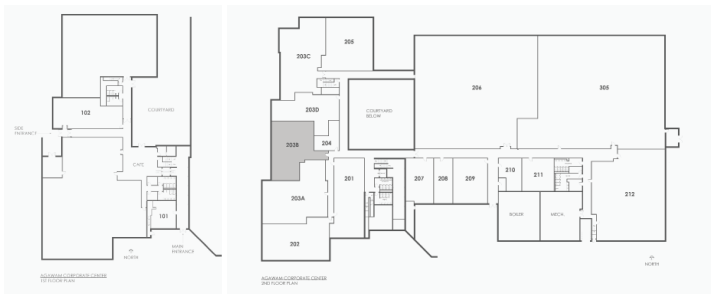 102
COURTYARD
SIDE
ENTRANCE
CAFE
101
MAIN
ENTRANCE
NORTH
AGAWAM CORPORATE CENTER
1ST FLOOR PLAN
205
203C
203D
COURTYARD
BELOW
206
305
203B
204
203A
201
202
207
208
209
210
211
212
BOILER
MECH.
NORTH
AGAWAM CORPORATE CENTER
2ND FLOOR PLAN